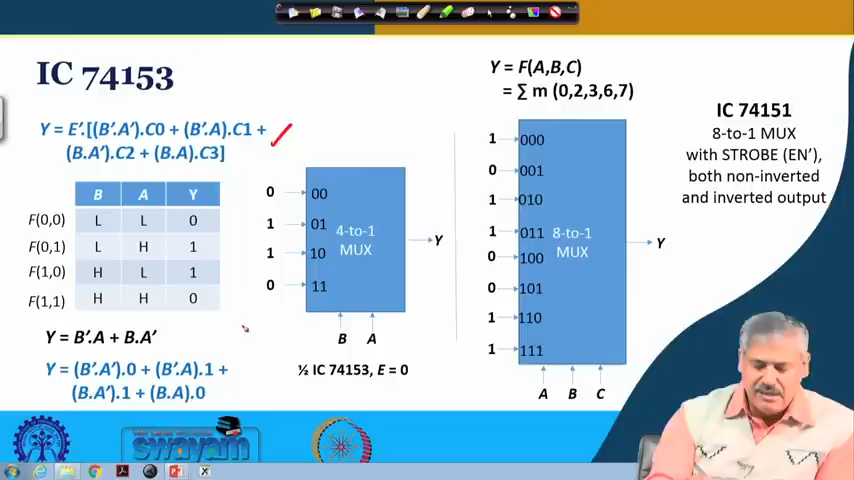 IC 74153
Y = E'.[(B'.A').C0 + (B'.A).C1 +
(B.A').C2 + (B.A).C3]
B A Y
F(0,0) L L 0
F(0,1) L H 1
F(1,0) H L 1
F(1,1) H H 0
Y = B'.A + B.A'
Y = (B'.A').0 + (B'.A).1 +
(B.A').1 + (B.A).0
0 00
1 01
1 10
0 11
4-to-1
MUX
Y
B A
½ IC 74153, E = 0
Y = F(A,B,C)
= ∑ m (0,2,3,6,7)
1 000
0 001
1 010
1 011
0 100
0 101
1 110
1 111
8-to-1
MUX
Y
A B C
IC 74151
8-to-1 MUX
with STROBE (EN'),
both non-inverted
and inverted output
swayam